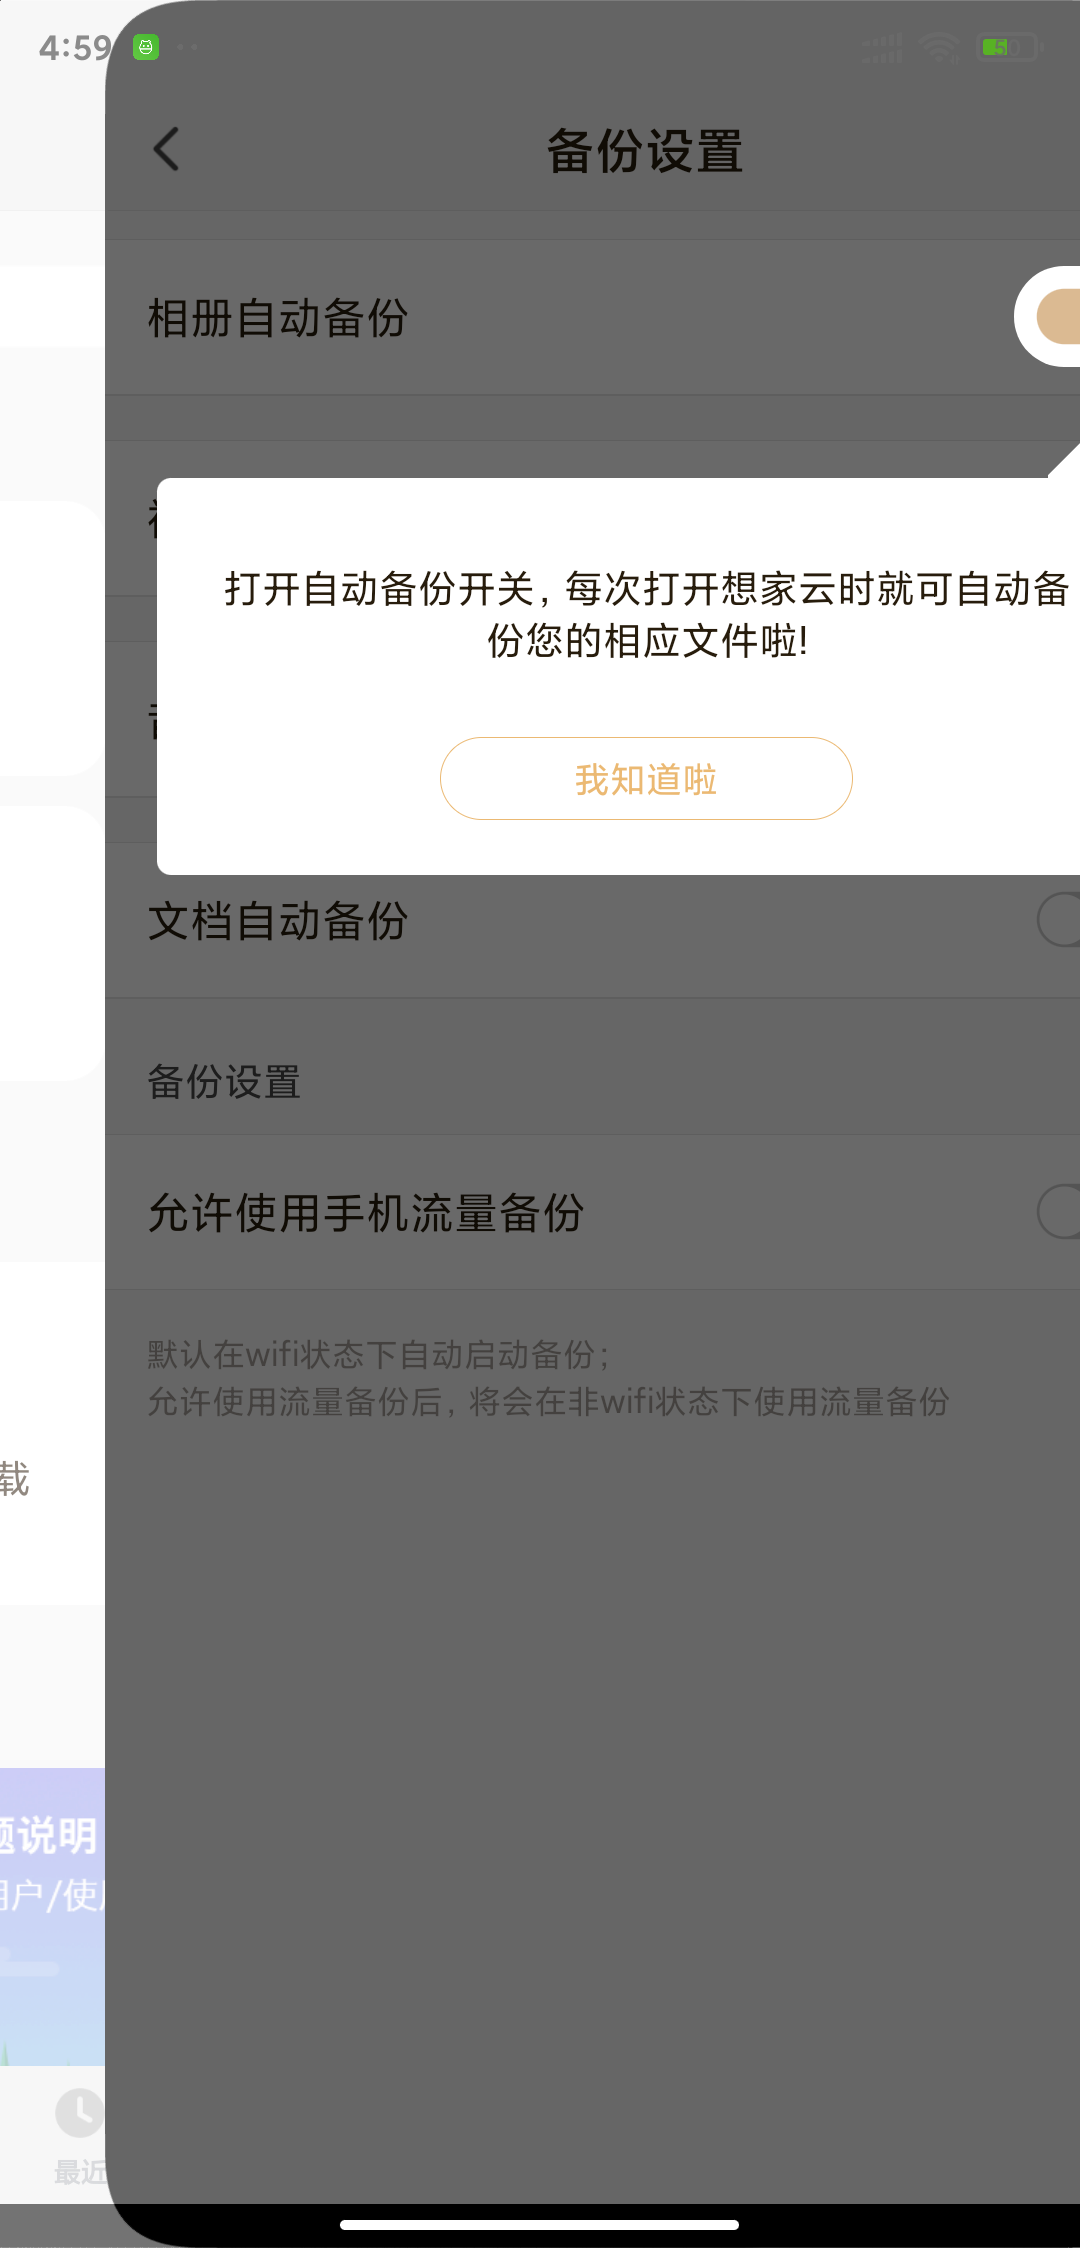 4:59
50
备份设置
相册自动备份
打开自动备份开关，每次打开想家云时就可自动备
份您的相应文件啦!
我知道啦
文档自动备份
备份设置
允许使用手机流量备份
默认在wifi状态下自动启动备份；
允许使用流量备份后，将会在非wifi状态下使用流量备份
载
题说明
用户/使用
最近